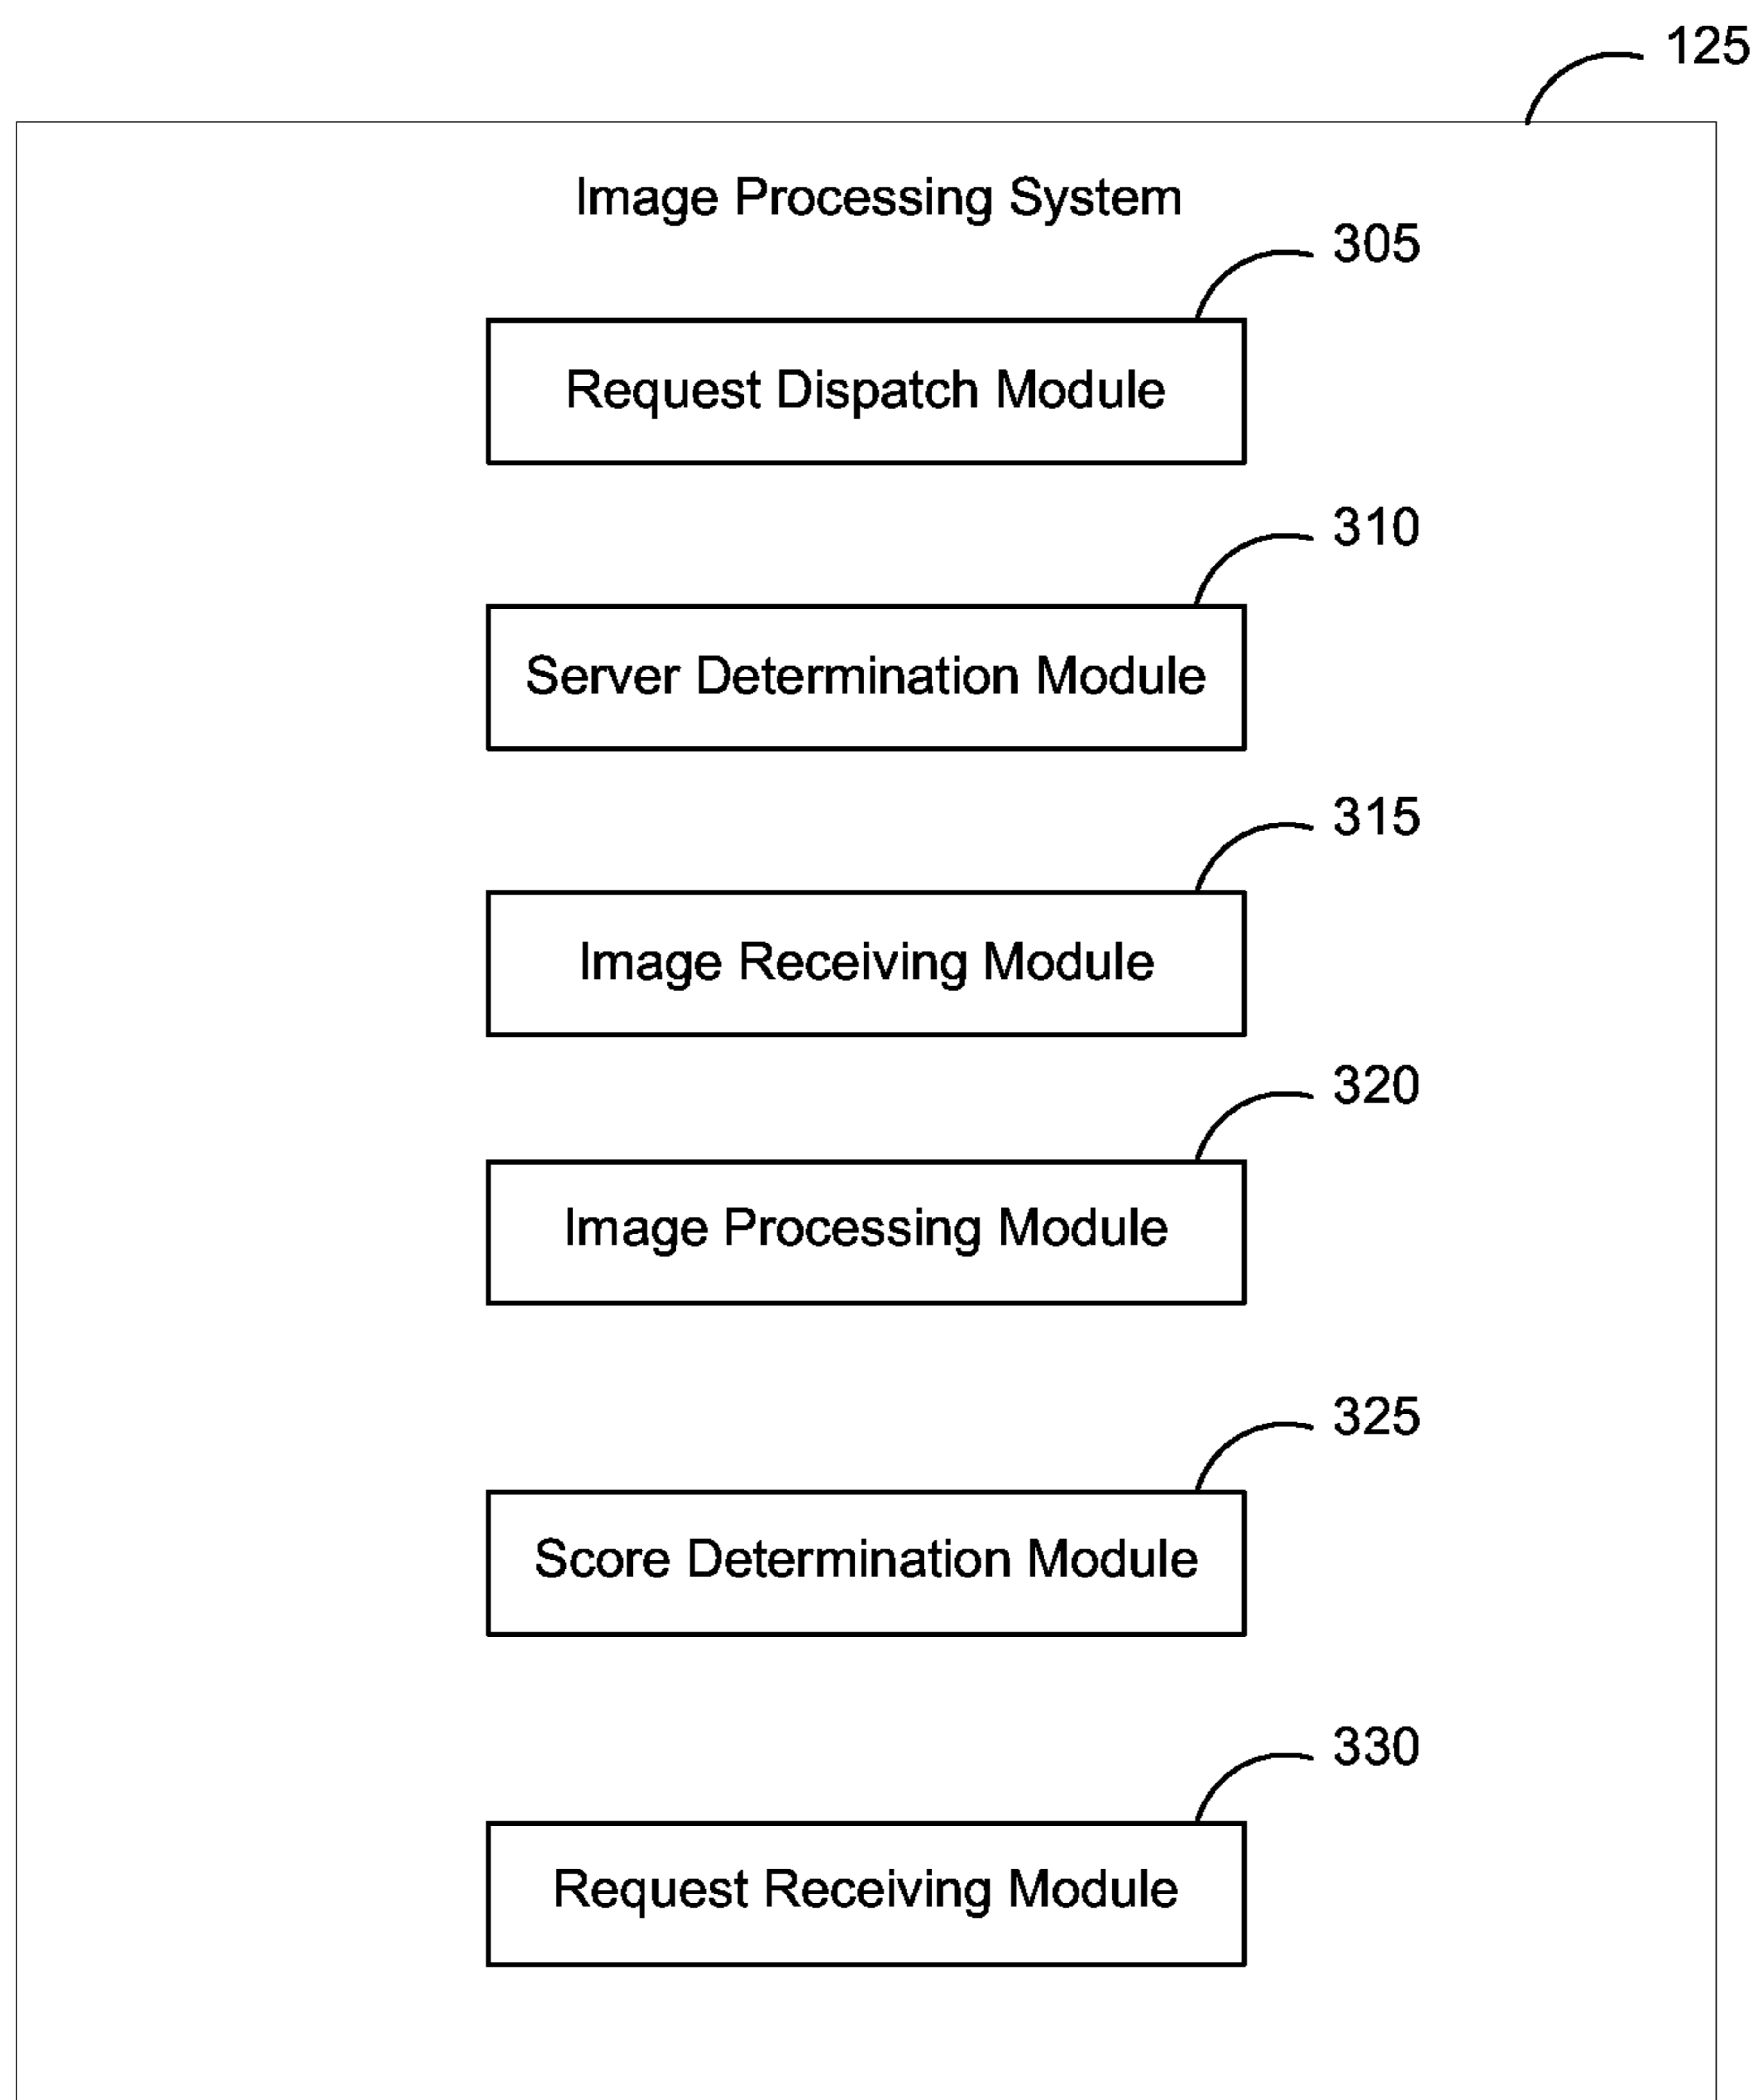 125
Image Processing System
305
Request Dispatch Module
310
Server Determination Module
315
Image Receiving Module
320
Image Processing Module
325
Score Determination Module
330
Request Receiving Module